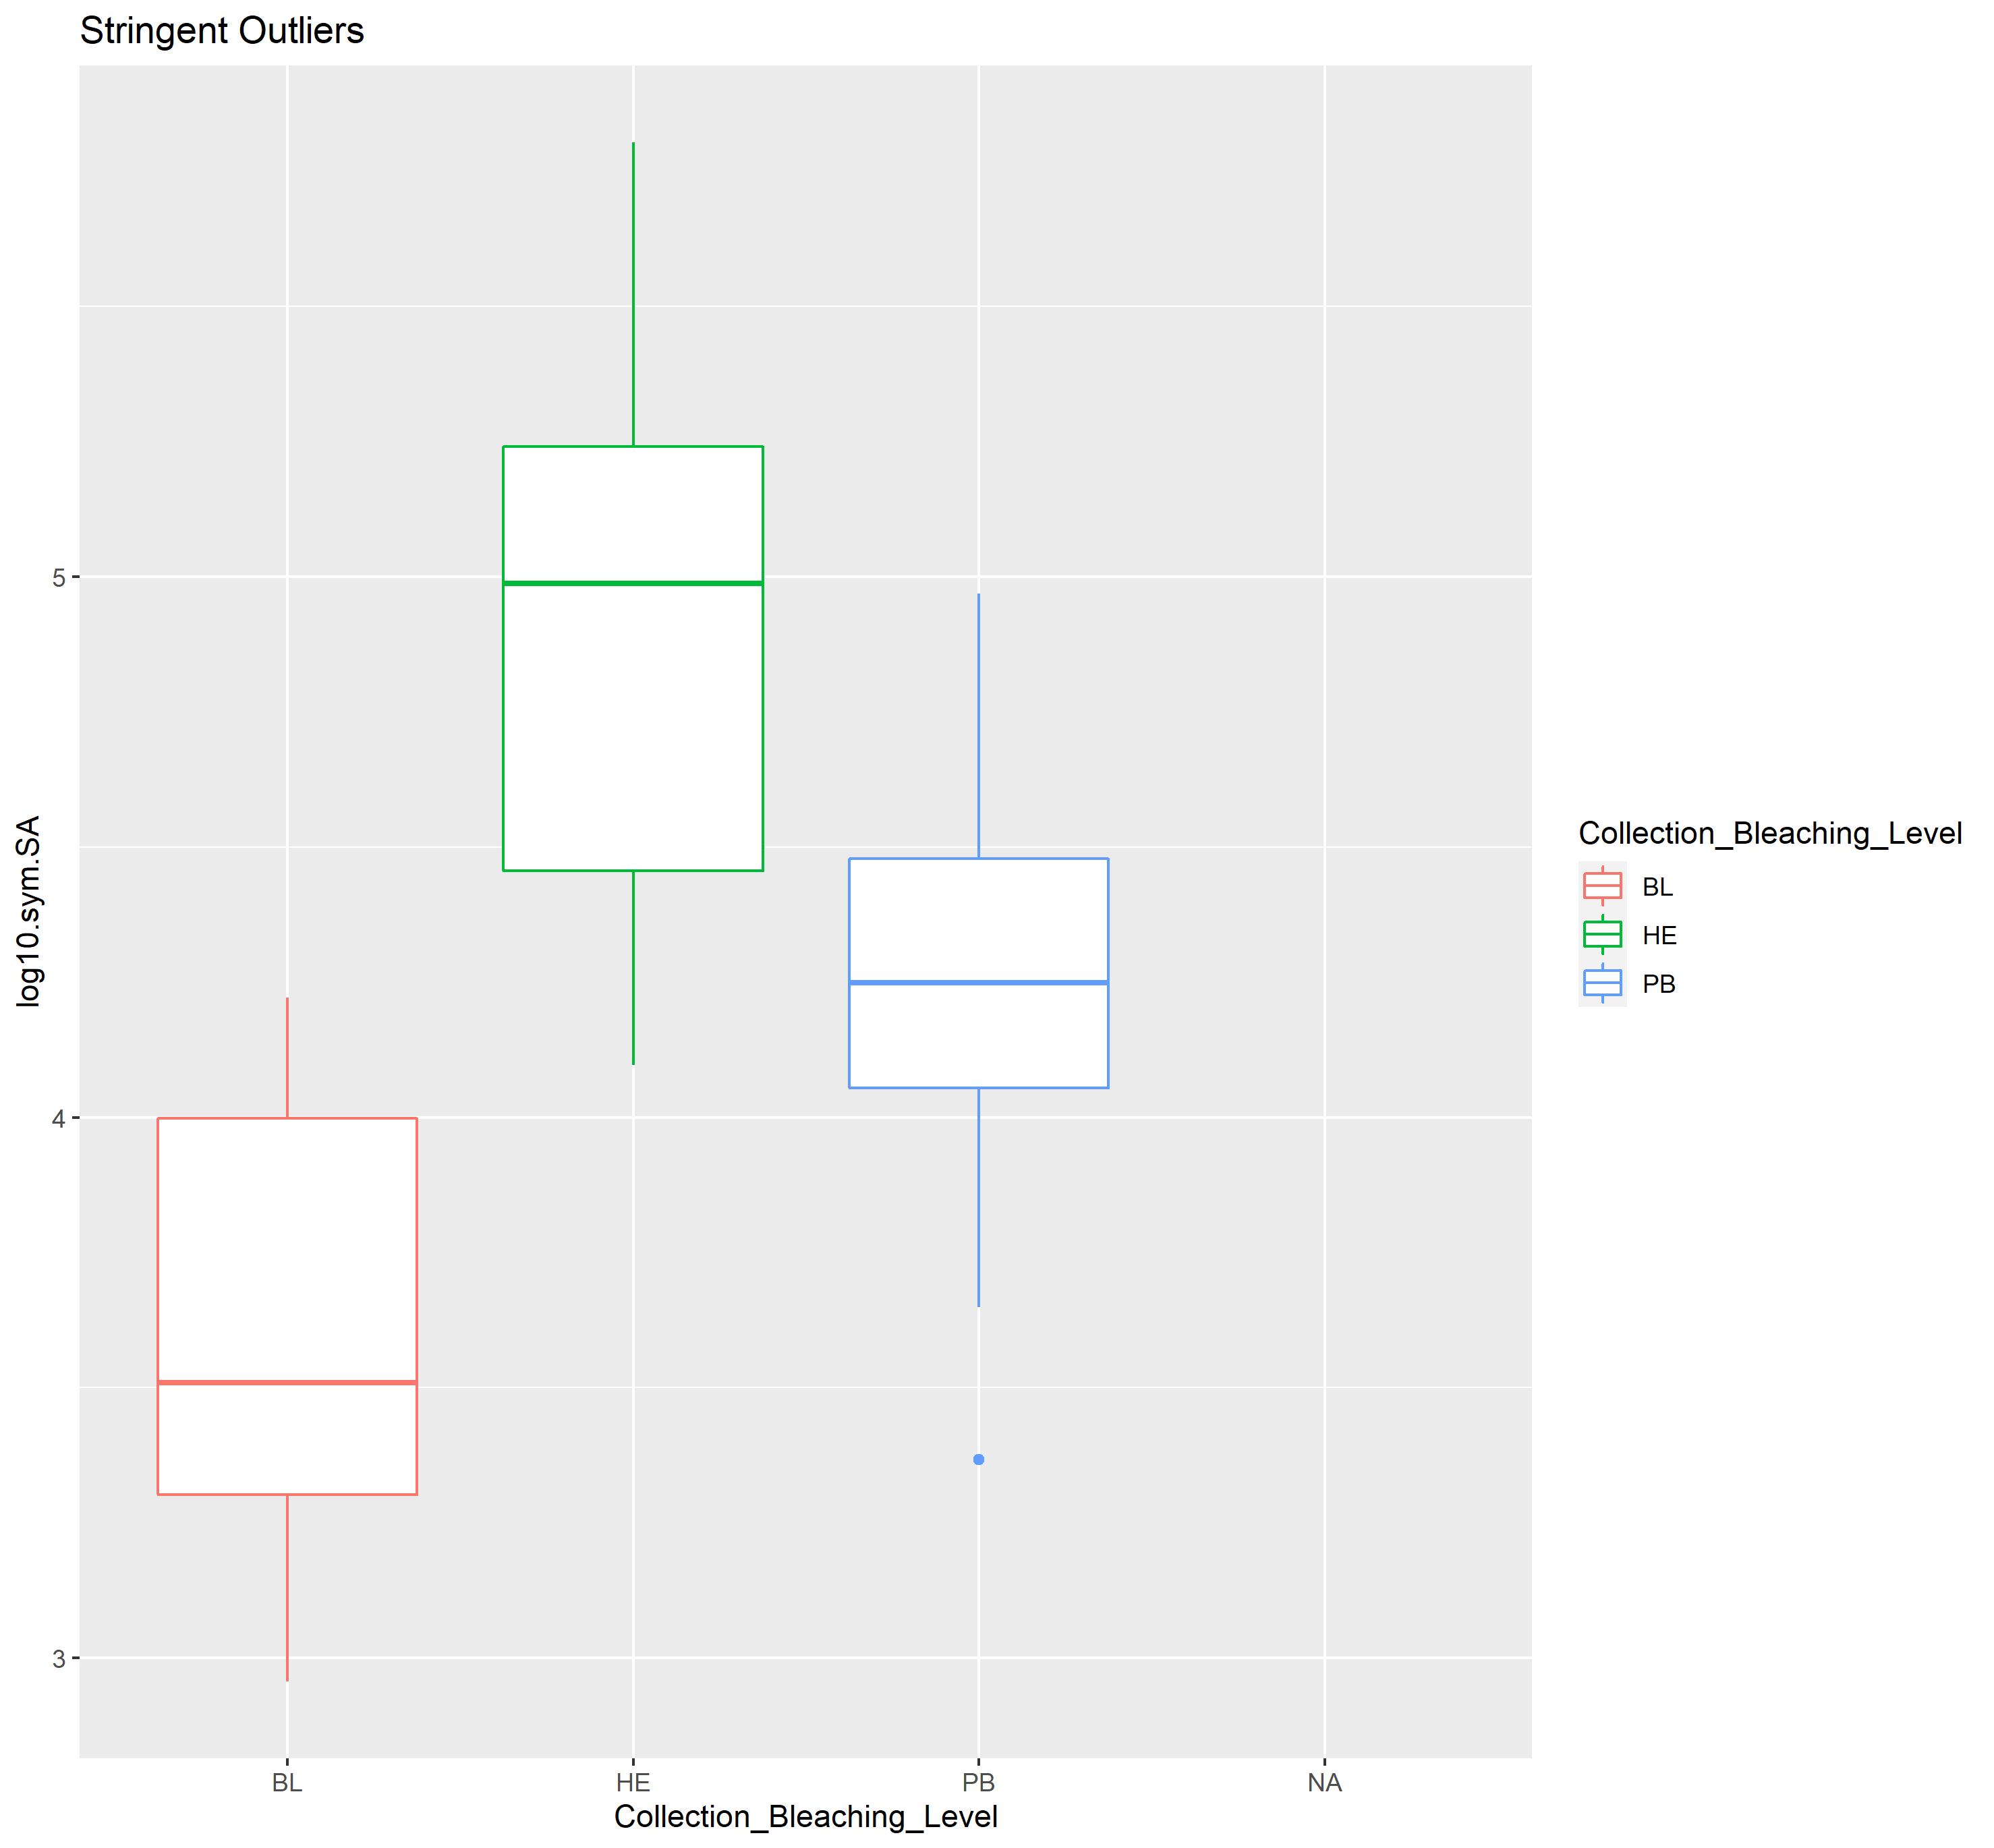 Stringent Outliers
log10.sym.SA
5
4
3
BL
HE
PB
NA
Collection_Bleaching_Level
Collection_Bleaching_Level
BL
HE
PB